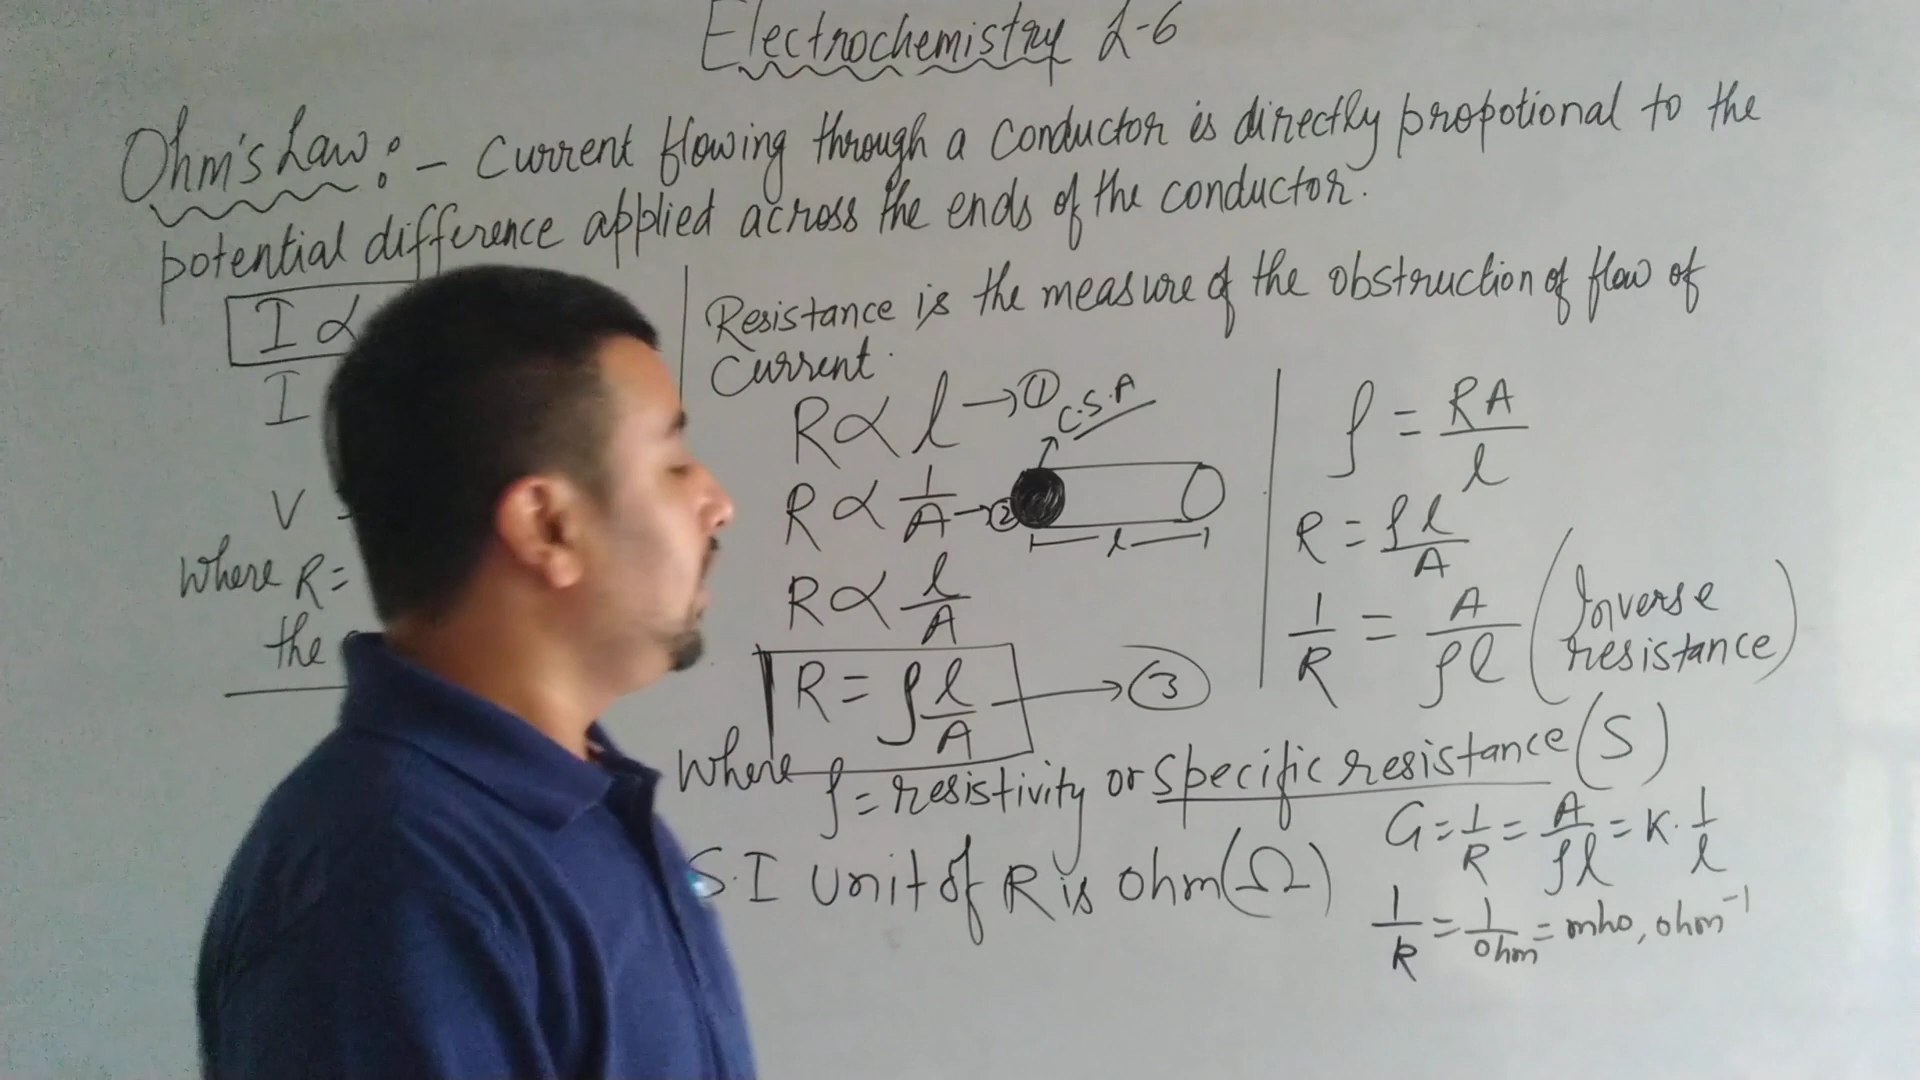 Electrochemistry L-6
Ohm's Law:- Current flowing through a conductor is directly propotional to the
potential difference applied across the ends of the conductor.
I ∝
I
V =
Where R=
the
Resistance is the measure of the obstruction of flow of
Current.
R ∝ l → ①
R ∝ 1/A → ②
C.S.A
l
R ∝ l/A
R = ρ l/A → ③
Where ρ = resistivity or specific resistance (S)
S.I unit of R is ohm (Ω)
ρ = RA/l
R = ρl/A
1/R = A/ρl (Inverse
resistance)
G = 1/R = A/ρl = K · 1/l
1/R = 1/ohm = mho, ohm⁻¹